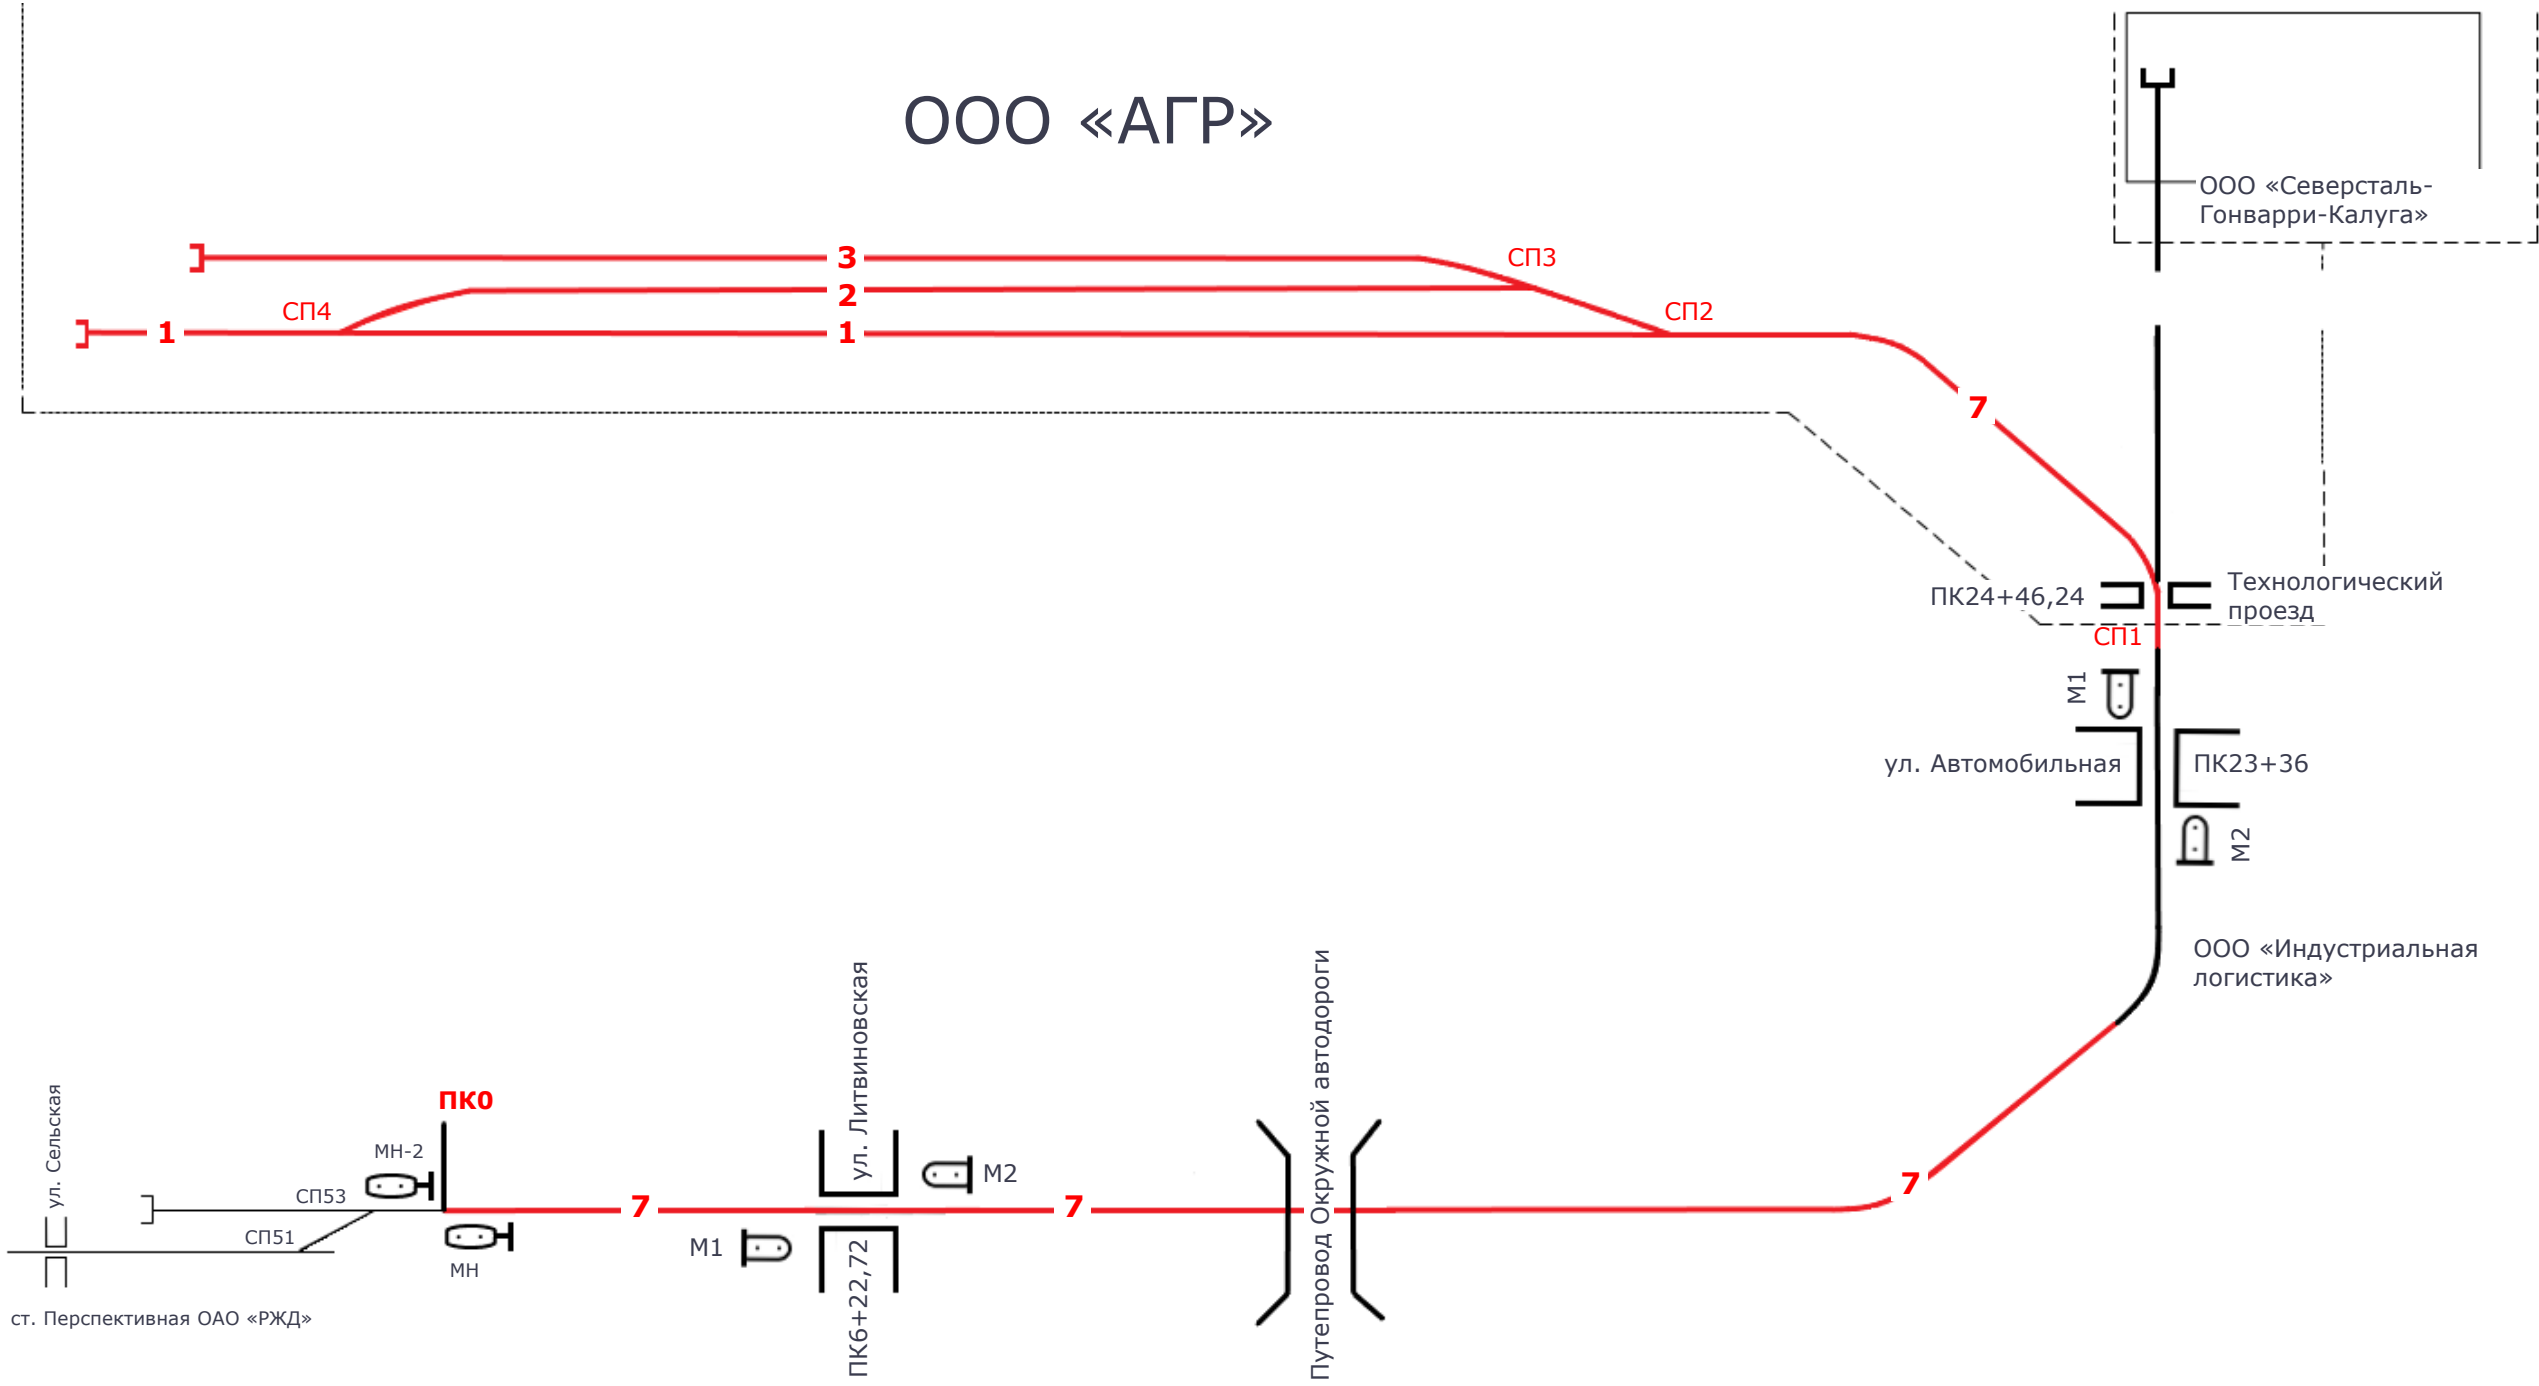 ООО «АГР»
ООО «Северсталь-
Гонварри-Калуга»
3
СП3
2
СП4
СП2
1
1
7
ПК24+46,24
Технологический
проезд
СП1
М1
ул. Автомобильная
ПК23+36
М2
ООО «Индустриальная
логистика»
Путепровод Окружной автодороги
ул. Литвиновская
ул. Сельская
ПК0
МН-2
М2
7
СП53
7
7
СП51
М1
МН
ПК6+22,72
ст. Перспективная ОАО «РЖД»